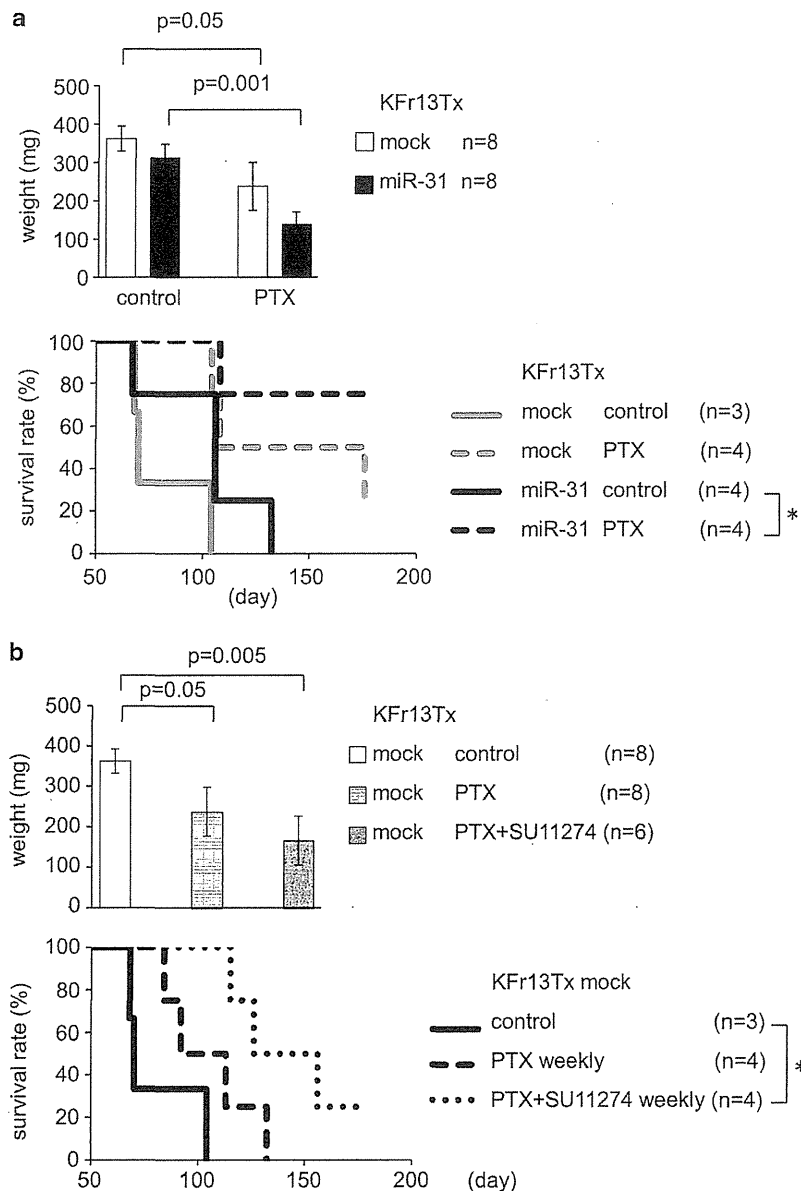 a
p=0.05
p=0.001
500
400
300
200
100
0
weight (mg)
control PTX
KFr13Tx
mock n=8
miR-31 n=8
100
80
60
40
20
0
survival rate (%)
50 100 150 200
(day)
KFr13Tx
mock control (n=3)
mock PTX (n=4)
miR-31 control (n=4)
miR-31 PTX (n=4)
*
b
p=0.005
p=0.05
500
400
300
200
100
0
weight (mg)
KFr13Tx
mock control (n=8)
mock PTX (n=8)
mock PTX+SU11274 (n=6)
100
80
60
40
20
0
survival rate (%)
50 100 150 200 (day)
KFr13Tx mock
control (n=3)
PTX weekly (n=4)
PTX+SU11274 weekly (n=4)
*